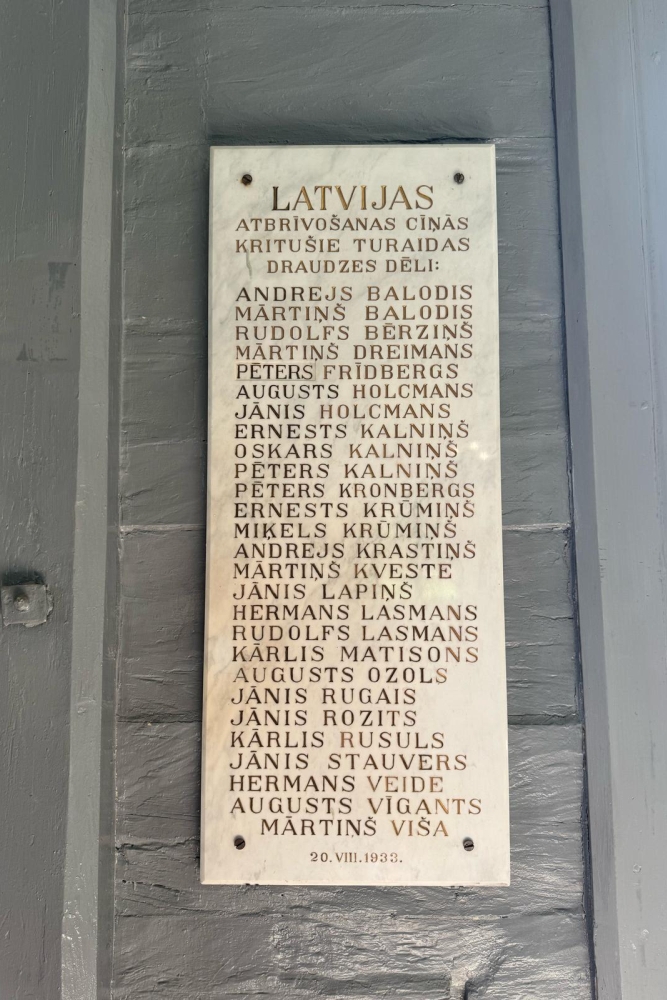 LATVIJAS
ATBRĪVOŠANAS CĪŅĀS
KRITUŠIE TURAIDAS
DRAUDZES DĒLI:
ANDREJS BALODIS
MĀRTIŅŠ BALODIS
RUDOLFS BĒRZIŅŠ
MĀRTIŅŠ DREIMANS
PĒTERS FRĪDBERGS
AUGUSTS HOLCMANS
JĀNIS HOLCMANS
ERNESTS KALNIŅŠ
OSKARS KALNIŅŠ
PĒTERS KALNIŅŠ
PĒTERS KRONBERGS
ERNESTS KRŪMIŅŠ
MIĶELS KRŪMIŅŠ
ANDREJS KRASTIŅŠ
MĀRTIŅŠ KVESTE
JĀNIS LAPIŅŠ
HERMANS LASMANS
RUDOLFS LASMANS
KĀRLIS MATISONS
AUGUSTS OZOLS
JĀNIS RUGAIS
JĀNIS ROZITS
KĀRLIS RUSULS
JĀNIS STAUVERS
HERMANS VEIDE
AUGUSTS VĪGANTS
MĀRTIŅŠ VIŠA
20.VIII.1933.